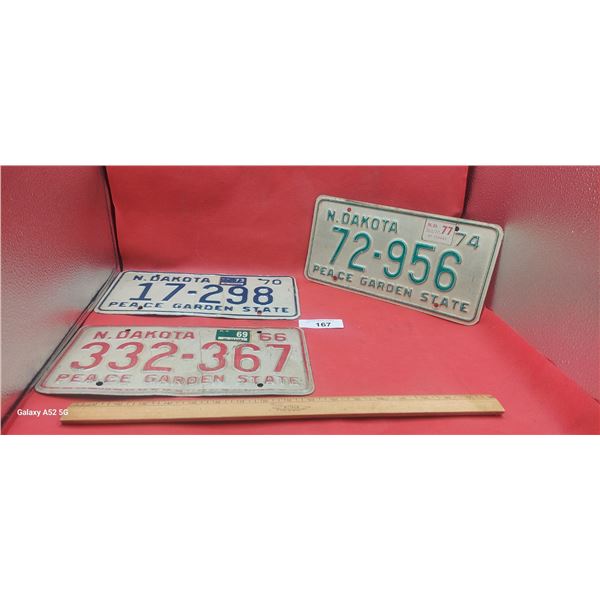 N. DAKOTA 77 74
72-956
PEACE GARDEN STATE
N. DAKOTA 70
17-298
PEACE GARDEN STATE
167
N. DAKOTA 69 66
332-367
PEACE GARDEN STATE
Galaxy A52 5G